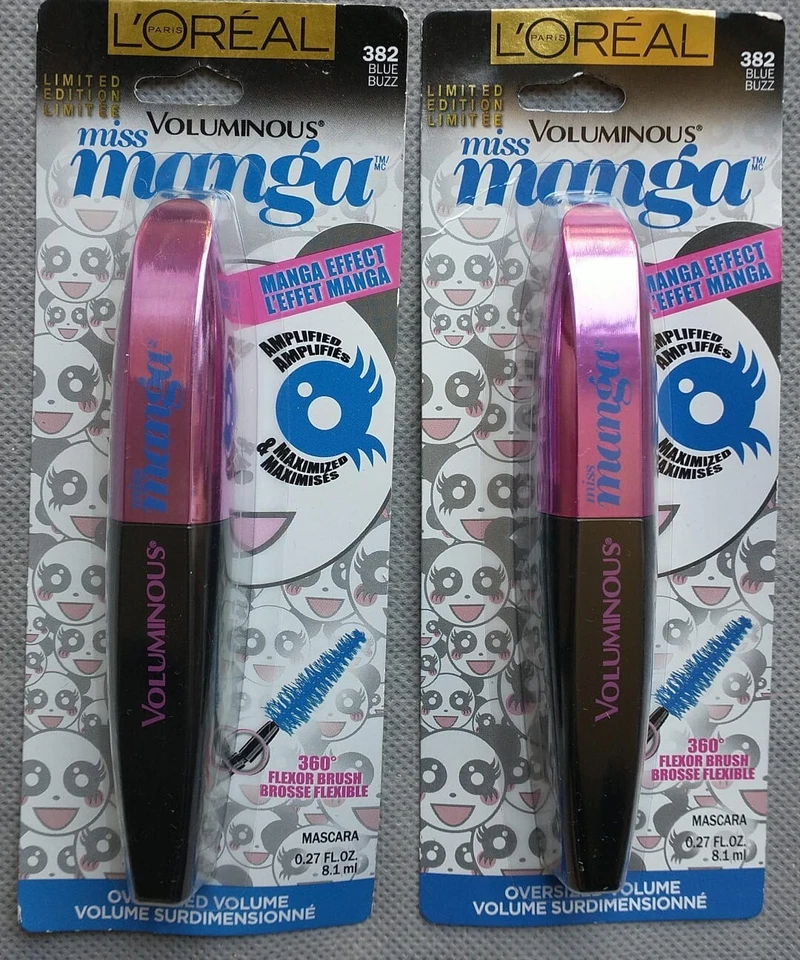 L'ORÉAL
PARIS
382
BLUE
BUZZ
LIMITED
EDITION
LIMITÉE
VOLUMINOUS®
miss
manga TM/MC
MANGA EFFECT
L'EFFET MANGA
AMPLIFIED
AMPLIFIÉS
&
MAXIMIZED
MAXIMISÉS
miss
manga®
VOLUMINOUS®
360°
FLEXOR BRUSH
BROSSE FLEXIBLE
MASCARA
0.27 FL.OZ.
8.1 ml
VOLUME
VOLUME SURDIMENSIONNÉ
L'ORÉAL
PARIS
382
BLUE
BUZZ
LIMITED
EDITION
LIMITÉE
VOLUMINOUS®
miss
manga TM/MC
MANGA EFFECT
L'EFFET MANGA
AMPLIFIED
AMPLIFIÉS
MAXIMIZED
MAXIMISÉS
miss
manga®
VOLUMINOUS®
360°
FLEXOR BRUSH
BROSSE FLEXIBLE
MASCARA
0.27 FL.OZ.
8.1 ml
VOLUME
VOLUME SURDIMENSIONNÉ